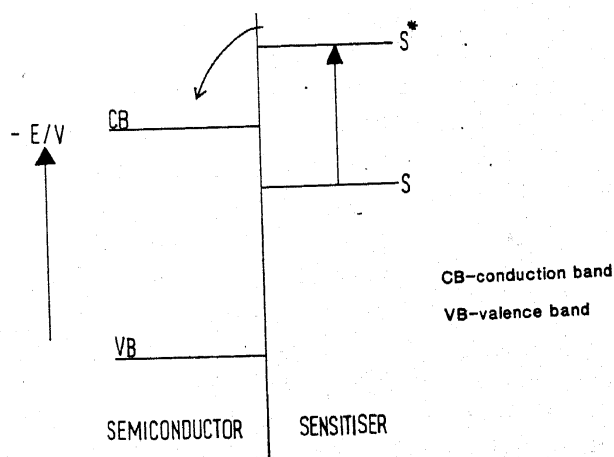 S*
CB
- E/V
S
CB-conduction band
VB-valence band
VB
SEMICONDUCTOR
SENSITISER